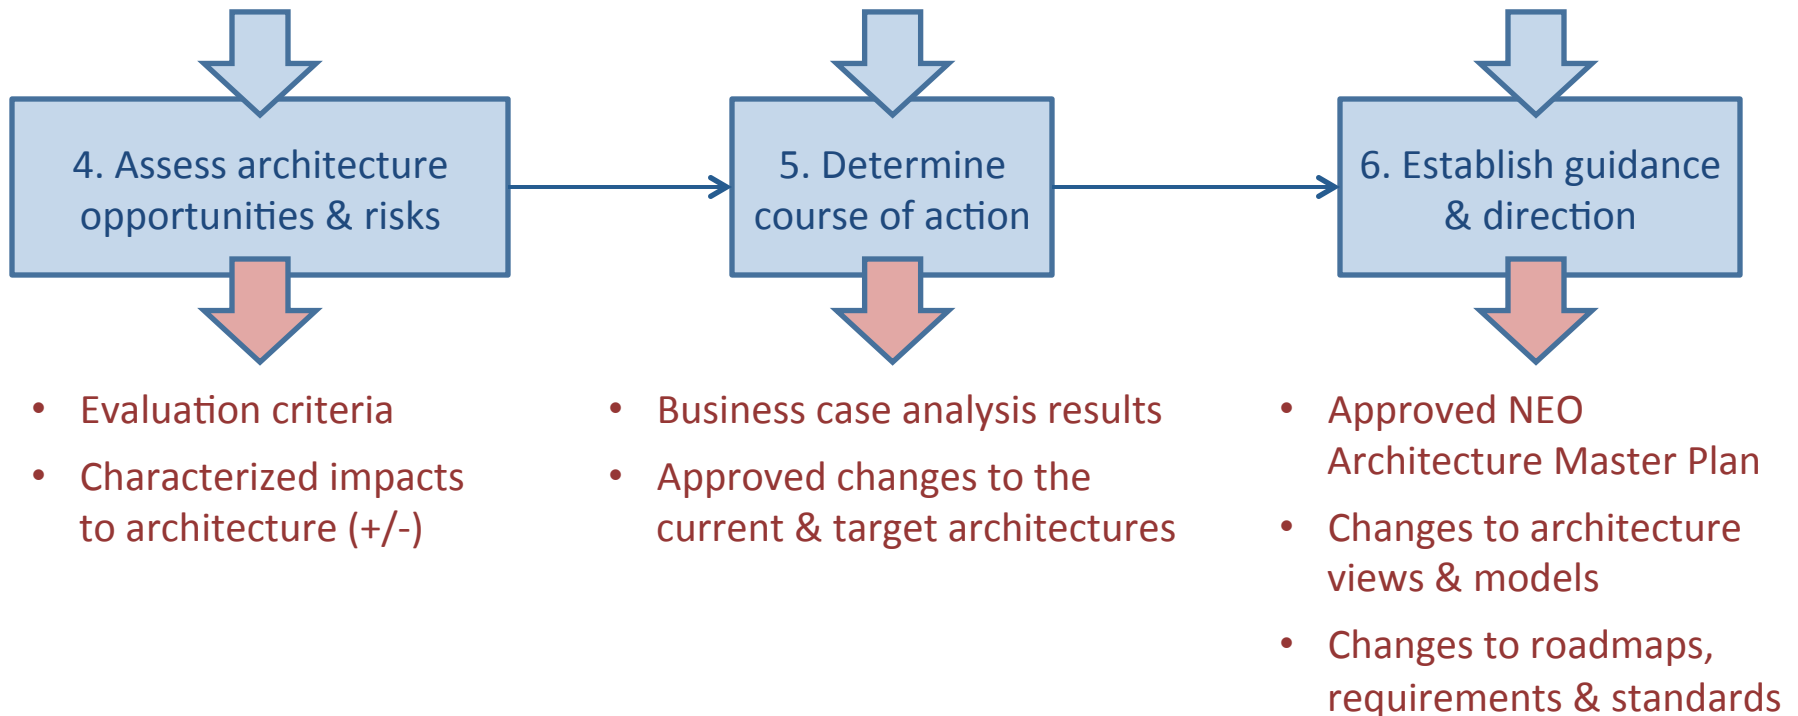 4. Assess architecture
opportunities & risks
5. Determine
course of action
6. Establish guidance
& direction
• Evaluation criteria
• Characterized impacts
to architecture (+/-)
• Business case analysis results
• Approved changes to the
current & target architectures
• Approved NEO
Architecture Master Plan
• Changes to architecture
views & models
• Changes to roadmaps,
requirements & standards